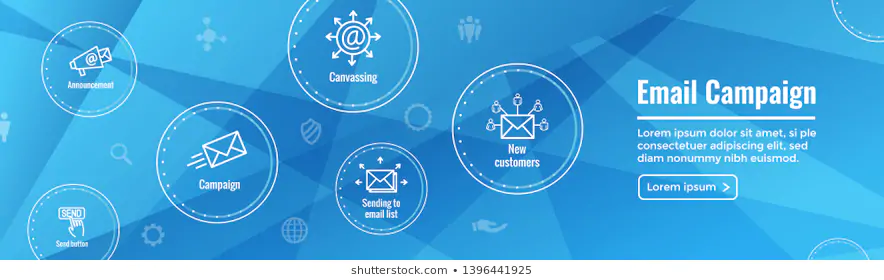 Announcement
@
Canvassing
Campaign
New
customers
Sending to
email list
SEND
Send button
Email Campaign
Lorem ipsum dolor sit amet, si ple
consectetuer adipiscing elit, sed
diam nonummy nibh euismod.
Lorem ipsum >
shutterstock.com • 1396441925